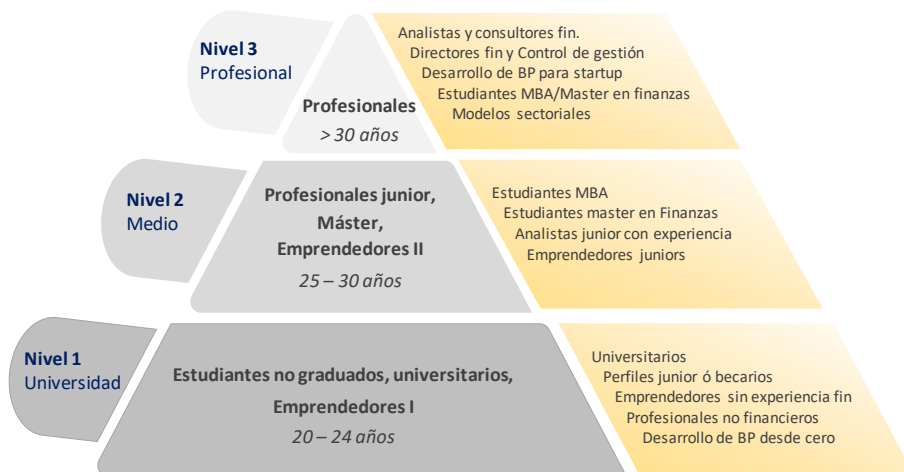 Nivel 3
Profesional
Profesionales
> 30 años
Analistas y consultores fin.
Directores fin y Control de gestión
Desarrollo de BP para startup
Estudiantes MBA/Master en finanzas
Modelos sectoriales
Nivel 2
Medio
Profesionales junior,
Máster,
Emprendedores II
25 – 30 años
Estudiantes MBA
Estudiantes master en Finanzas
Analistas junior con experiencia
Emprendedores juniors
Nivel 1
Universidad
Estudiantes no graduados, universitarios,
Emprendedores I
20 – 24 años
Universitarios
Perfiles junior ó becarios
Emprendedores sin experiencia fin
Profesionales no financieros
Desarrollo de BP desde cero